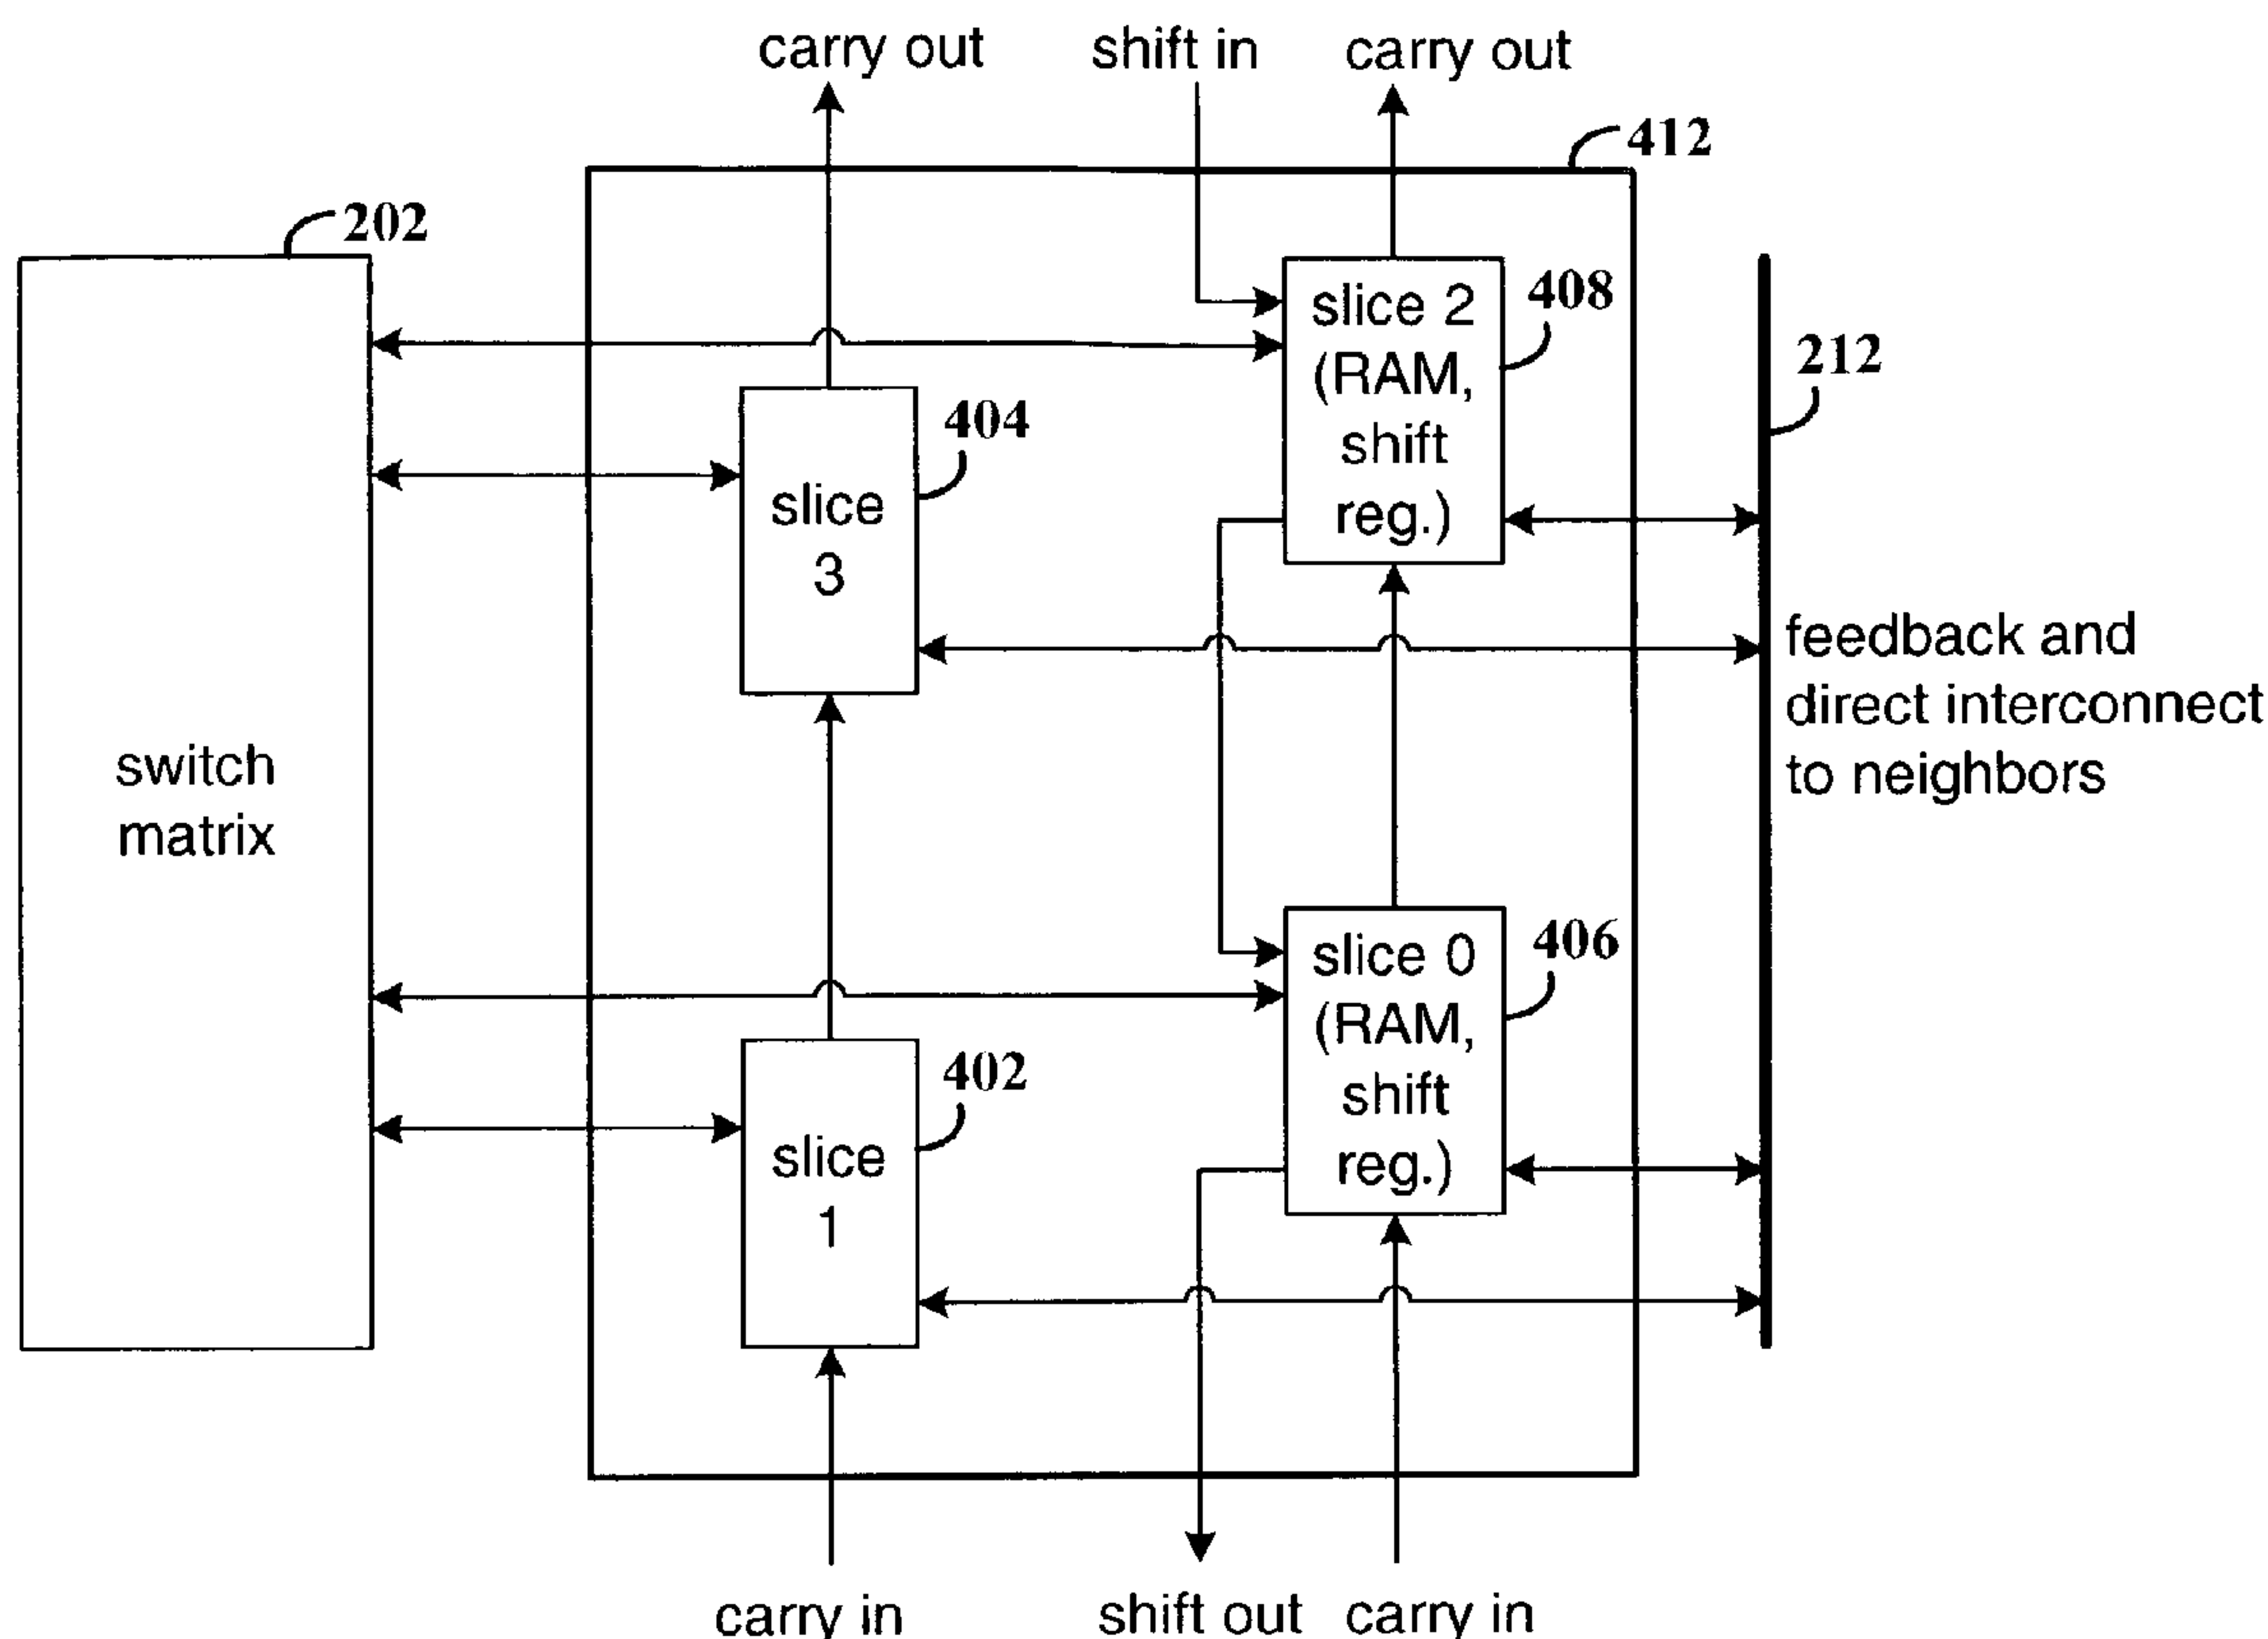 carry out
shift in
carry out
412
202
slice 2
(RAM,
shift
reg.)
408
212
404
slice
3
feedback and
direct interconnect
to neighbors
switch
matrix
slice 0
(RAM,
shift
reg.)
406
402
slice
1
carry in
shift out
carry in